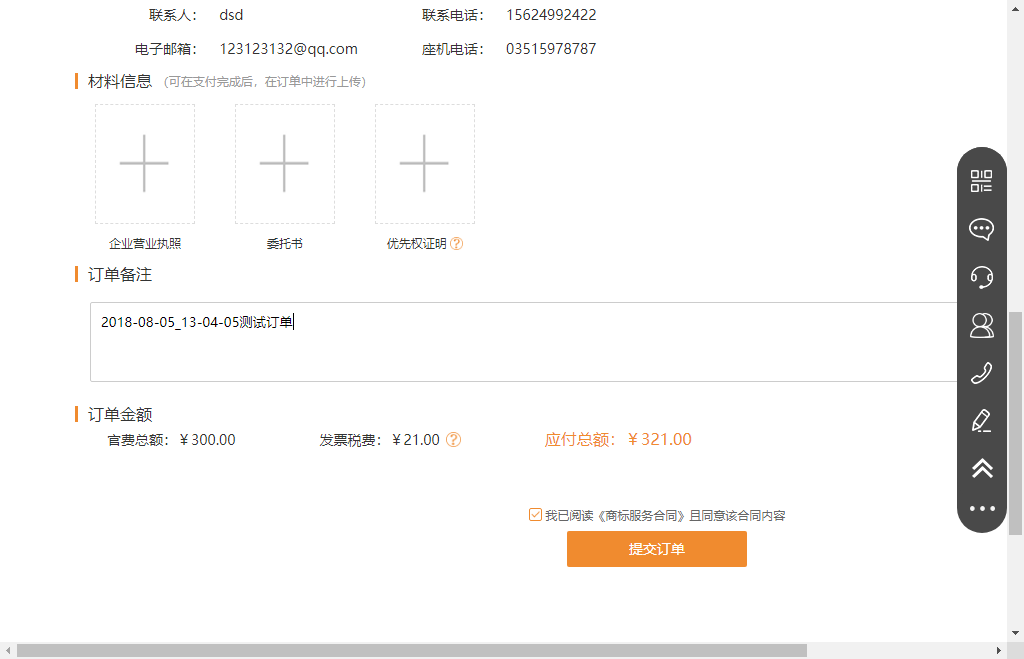 联系人： dsd 联系电话： 15624992422
电子邮箱： 123123132@qq.com 座机电话： 03515978787
材料信息 (可在支付完成后，在订单中进行上传)
企业营业执照 委托书 优先权证明 ?
订单备注
2018-08-05_13-04-05测试订单
订单金额
官费总额：￥300.00 发票税费：￥21.00 ? 应付总额：￥321.00
我已阅读《商标服务合同》且同意该合同内容
提交订单